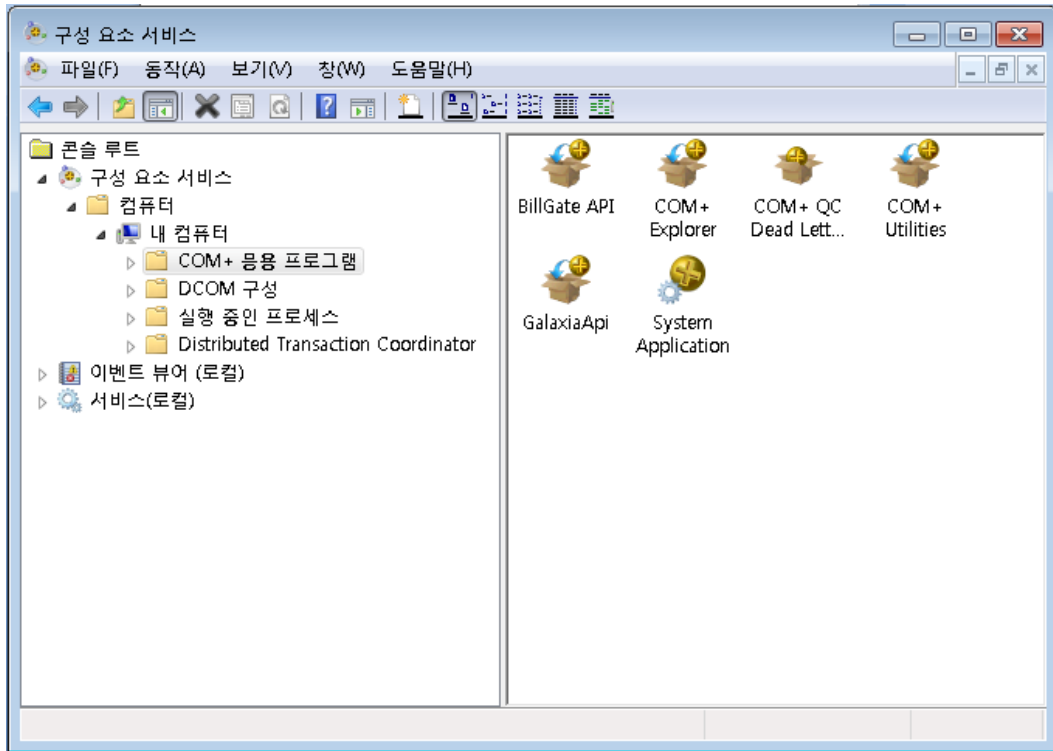 구성 요소 서비스
파일(F) 동작(A) 보기(V) 창(W) 도움말(H)
콘솔 루트
구성 요소 서비스
컴퓨터
내 컴퓨터
COM+ 응용 프로그램
DCOM 구성
실행 중인 프로세스
Distributed Transaction Coordinator
이벤트 뷰어 (로컬)
서비스(로컬)
BillGate API
COM+
Explorer
COM+ QC
Dead Lett...
COM+
Utilities
GalaxiaApi
System
Application